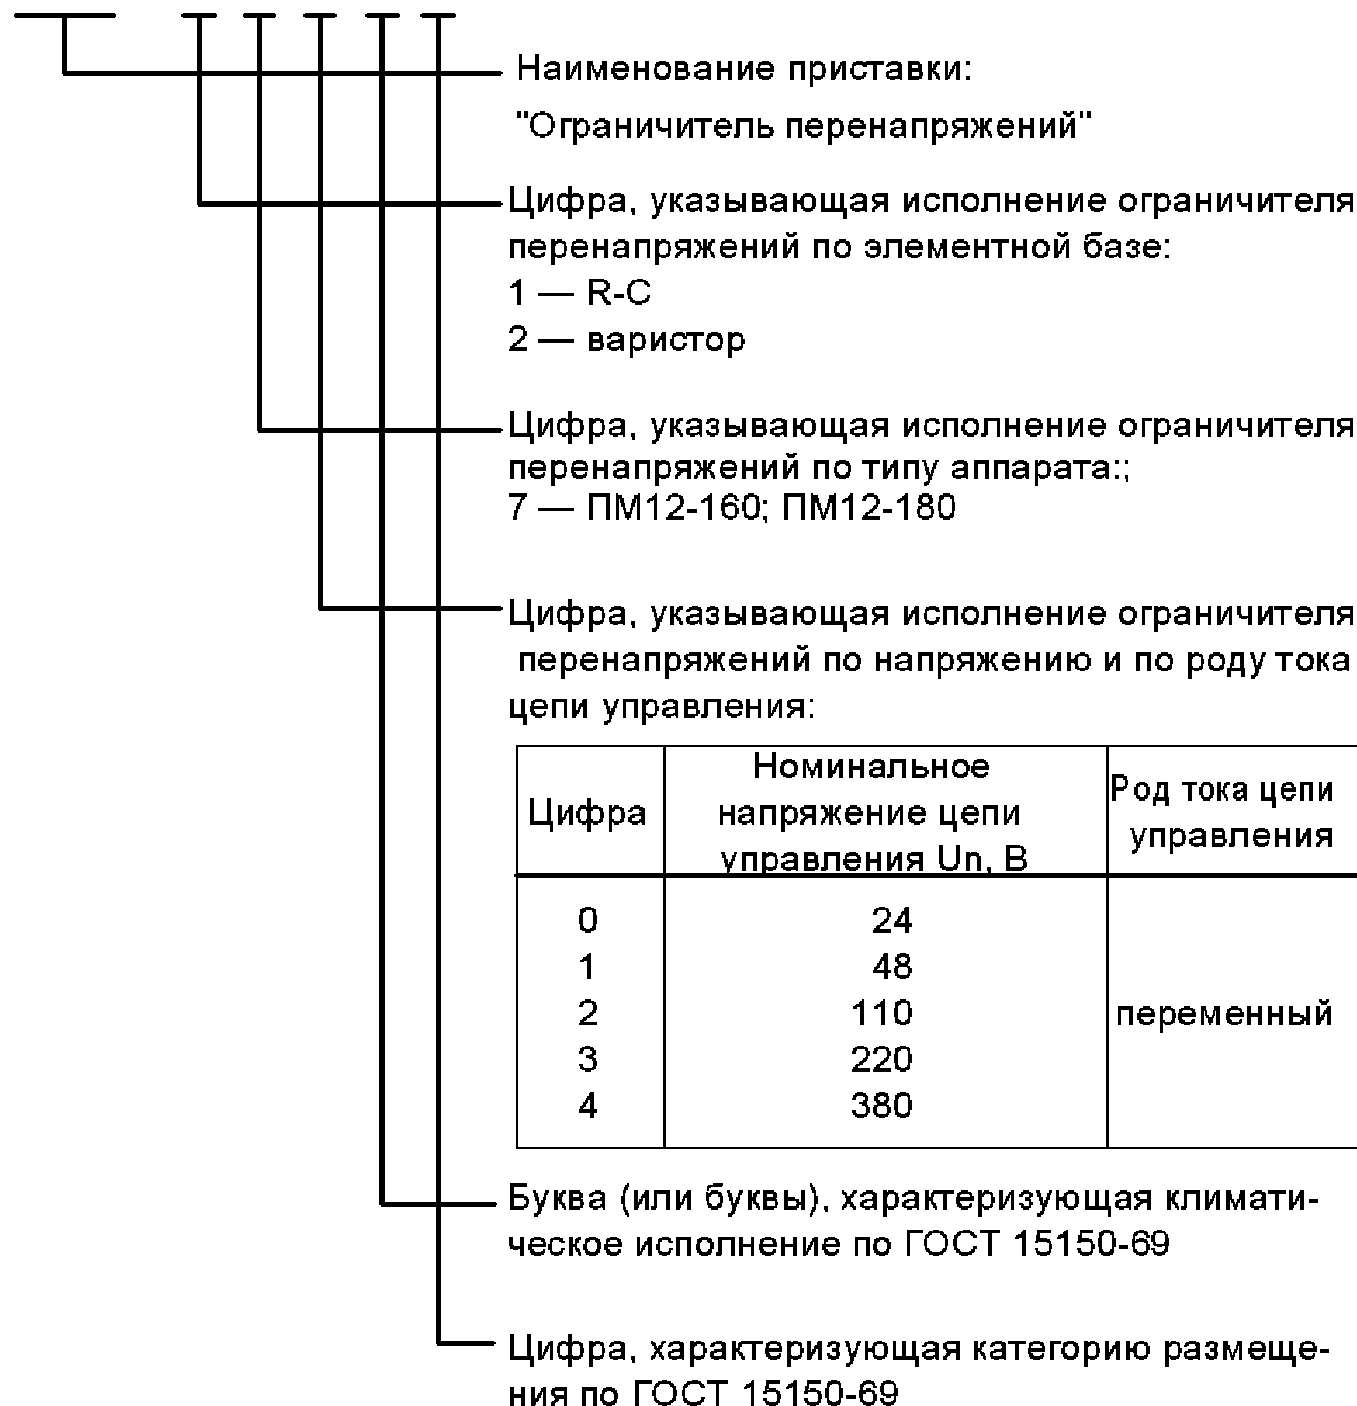 Наименование приставки:
"Ограничитель перенапряжений"
Цифра, указывающая исполнение ограничителя
перенапряжений по элементной базе:
1 — R-C
2 — варистор
Цифра, указывающая исполнение ограничителя
перенапряжений по типу аппарата:;
7 — ПМ12-160; ПМ12-180
Цифра, указывающая исполнение ограничителя
перенапряжений по напряжению и по роду тока
цепи управления:
Цифра
Номинальное
напряжение цепи
управления Un, В
Род тока цепи
управления
0 24
1 48
2 110 переменный
3 220
4 380
Буква (или буквы), характеризующая климати-
ческое исполнение по ГОСТ 15150-69
Цифра, характеризующая категорию размеще-
ния по ГОСТ 15150-69